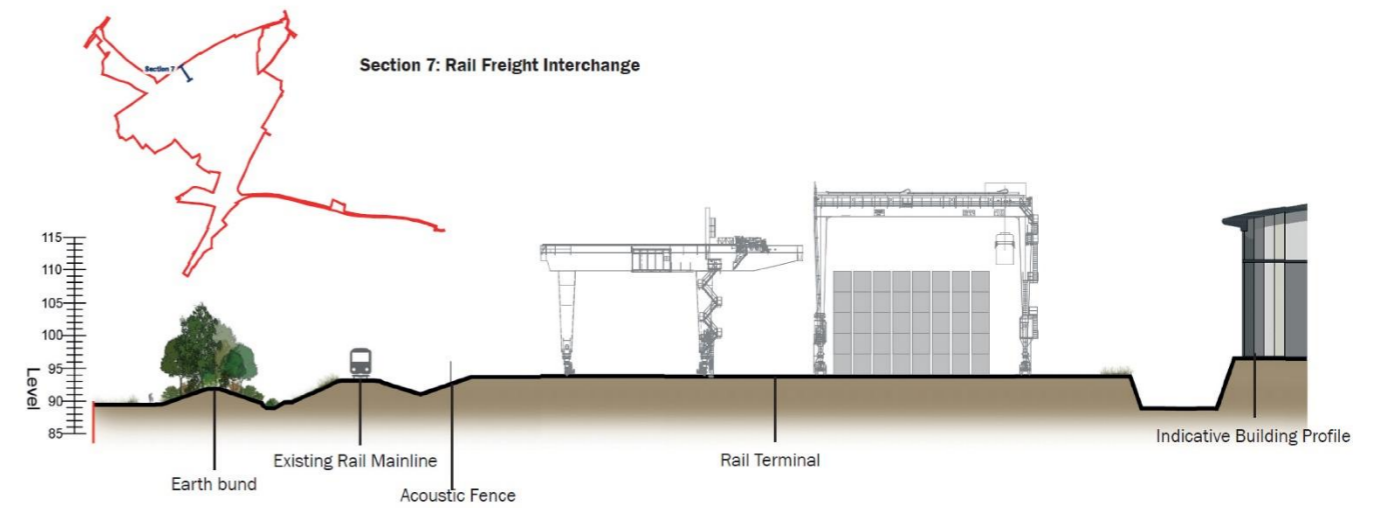 Section 7
Section 7: Rail Freight Interchange
115
110
105
100
95
90
85
Level
Indicative Building Profile
Existing Rail Mainline
Rail Terminal
Earth bund
Acoustic Fence